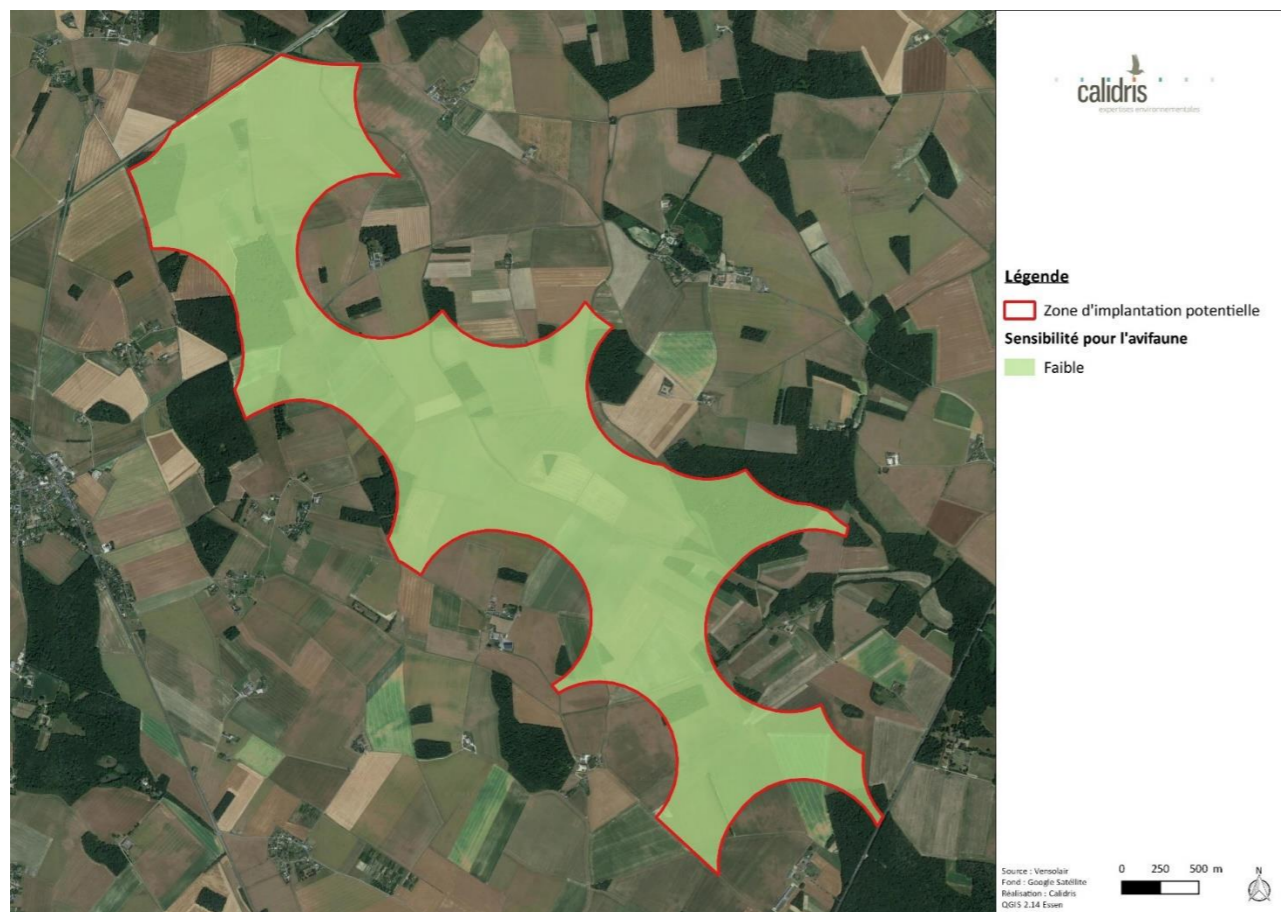 calidris
expertises environnementales
Légende
Zone d'implantation potentielle
Sensibilité pour l'avifaune
Faible
Source : Vensolair
Fond : Google Satéllite
Réalisation : Calidris
QGIS 2.14 Essen
0 250 500 m
N